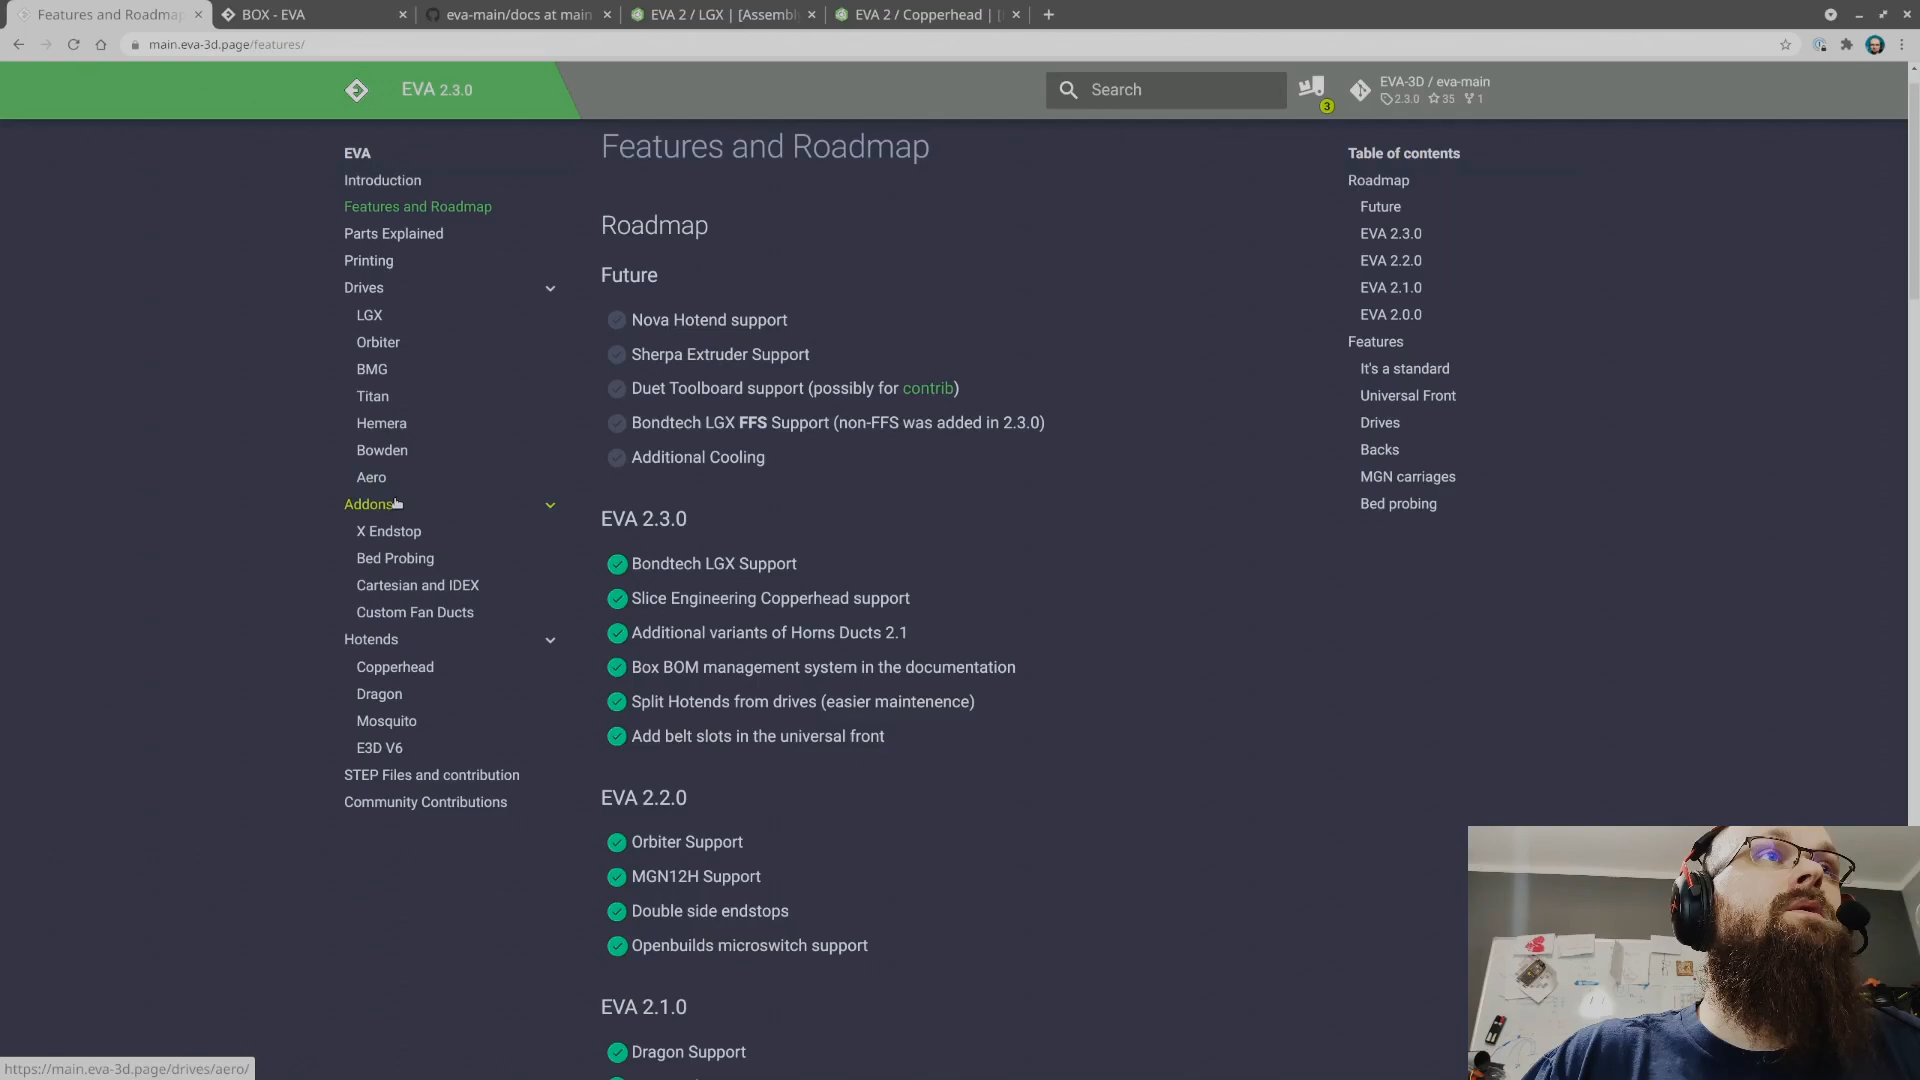 Features and Roadmap
BOX - EVA
eva-main/docs at main
EVA 2 / LGX | [Assembl
EVA 2 / Copperhead |
main.eva-3d.page/features/
EVA 2.3.0
Search
3
EVA-3D / eva-main
2.3.0 35 1
EVA
Introduction
Features and Roadmap
Parts Explained
Printing
Drives
LGX
Orbiter
BMG
Titan
Hemera
Bowden
Aero
Addons
X Endstop
Bed Probing
Cartesian and IDEX
Custom Fan Ducts
Hotends
Copperhead
Dragon
Mosquito
E3D V6
STEP Files and contribution
Community Contributions
Features and Roadmap
Roadmap
Future
Nova Hotend support
Sherpa Extruder Support
Duet Toolboard support (possibly for contrib)
Bondtech LGX FFS Support (non-FFS was added in 2.3.0)
Additional Cooling
EVA 2.3.0
Bondtech LGX Support
Slice Engineering Copperhead support
Additional variants of Horns Ducts 2.1
Box BOM management system in the documentation
Split Hotends from drives (easier maintenence)
Add belt slots in the universal front
EVA 2.2.0
Orbiter Support
MGN12H Support
Double side endstops
Openbuilds microswitch support
EVA 2.1.0
Dragon Support
Table of contents
Roadmap
Future
EVA 2.3.0
EVA 2.2.0
EVA 2.1.0
EVA 2.0.0
Features
It's a standard
Universal Front
Drives
Backs
MGN carriages
Bed probing
https://main.eva-3d.page/drives/aero/